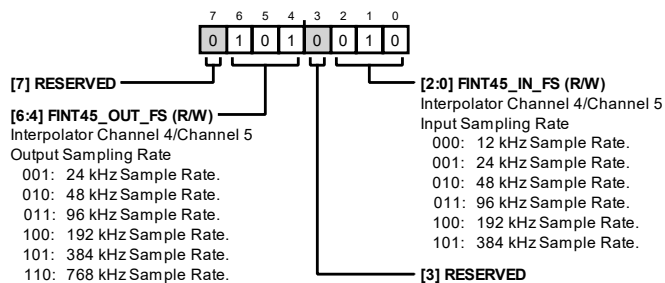 7 6 5 4 3 2 1 0
0 1 0 1 0 0 1 0
[7] RESERVED
[6:4] FINT45_OUT_FS (R/W)
Interpolator Channel 4/Channel 5
Output Sampling Rate
001: 24 kHz Sample Rate.
010: 48 kHz Sample Rate.
011: 96 kHz Sample Rate.
100: 192 kHz Sample Rate.
101: 384 kHz Sample Rate.
110: 768 kHz Sample Rate.
[2:0] FINT45_IN_FS (R/W)
Interpolator Channel 4/Channel 5
Input Sampling Rate
000: 12 kHz Sample Rate.
001: 24 kHz Sample Rate.
010: 48 kHz Sample Rate.
011: 96 kHz Sample Rate.
100: 192 kHz Sample Rate.
101: 384 kHz Sample Rate.
[3] RESERVED